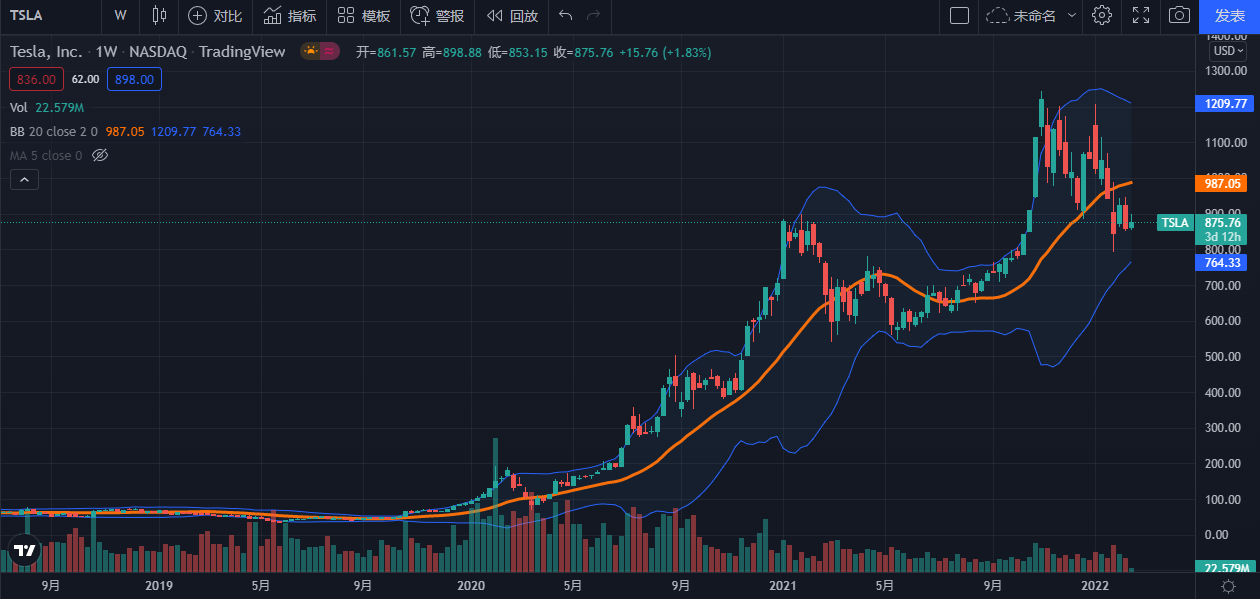 TSLA W 对比 指标 模板 警报 回放 未命名 发表
Tesla, Inc. · 1W · NASDAQ · TradingView 开=861.57 高=898.88 低=853.15 收=875.76 +15.76 (+1.83%)
836.00 62.00 898.00
Vol 22.579M
BB 20 close 2 0 987.05 1209.77 764.33
MA 5 close 0
1400.00
USD
1300.00
1209.77
1100.00
1000.00
987.05
900.00
TSLA 875.76
3d 12h
800.00
764.33
700.00
600.00
500.00
400.00
300.00
200.00
100.00
0.00
22.579M
9月 2019 5月 9月 2020 5月 9月 2021 5月 9月 2022